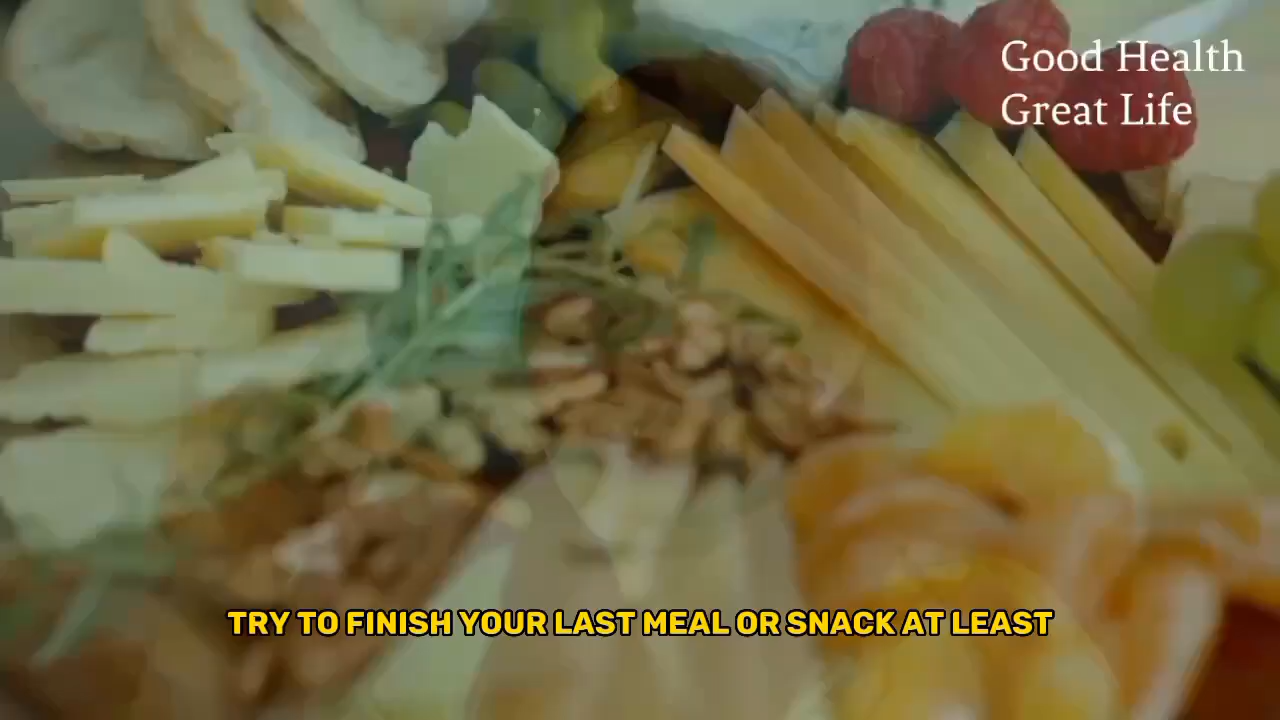 Good Health
Great Life
TRY TO FINISH YOUR LAST MEAL OR SNACK AT LEAST